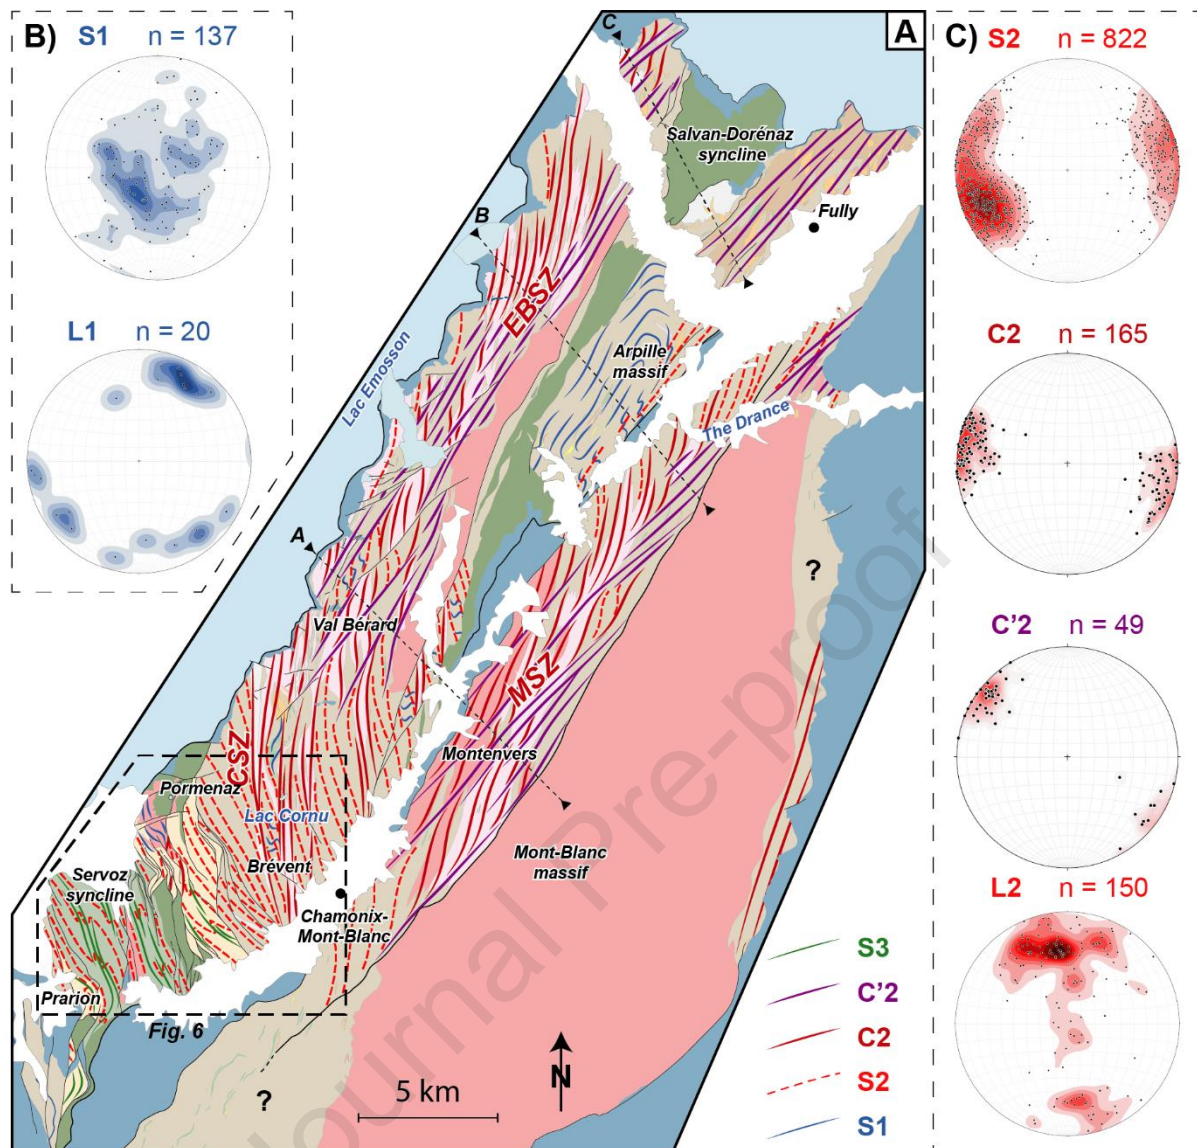 B)
S1 n = 137
L1 n = 20
A
C
Salvan-Dorénaz
syncline
Fully
B
EBSZ
Arpille
massif
Lac Emosson
The Drance
A
Val Bérard
MSZ
?
CSZ
Montenvers
Pormenaz
Lac Cornu
Brévent
Mont-Blanc
massif
Servoz
syncline
Chamonix-
Mont-Blanc
Prarion
Fig. 6
?
5 km
N
S3
C'2
C2
S2
S1
C)
S2 n = 822
C2 n = 165
C'2 n = 49
L2 n = 150
Journal Pre-proof